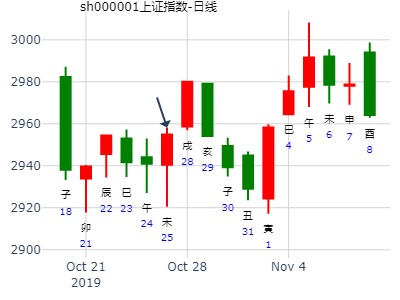 sh000001上证指数-日线
3000
2980
2960
2940
2920
2900
子
18
卯
21
辰
22
巳
23
午
24
未
25
戌
28
亥
29
子
30
丑
31
寅
1
巳
4
午
5
未
6
申
7
酉
8
Oct 21
2019
Oct 28
Nov 4